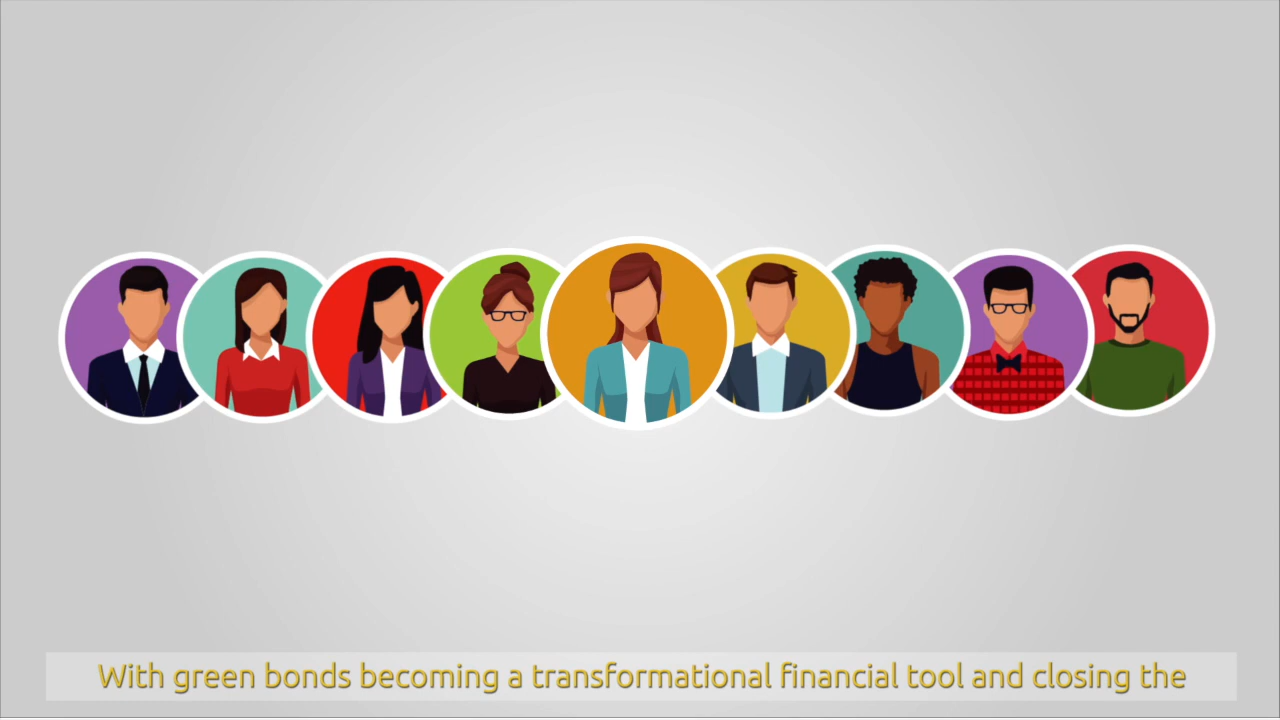 With green bonds becoming a transformational financial tool and closing the